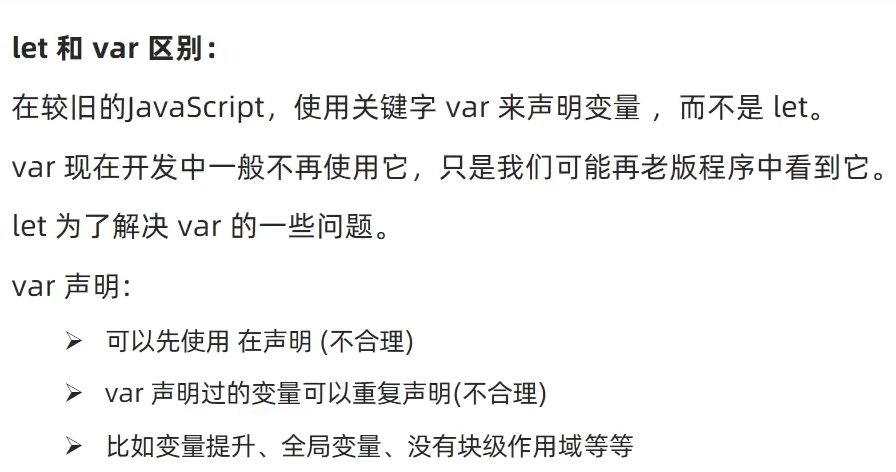 let 和 var 区别：
在较旧的JavaScript，使用关键字 var 来声明变量 ，而不是 let。
var 现在开发中一般不再使用它，只是我们可能再老版程序中看到它。
let 为了解决 var 的一些问题。
var 声明：
➢ 可以先使用 在声明 (不合理)
➢ var 声明过的变量可以重复声明(不合理)
➢ 比如变量提升、全局变量、没有块级作用域等等